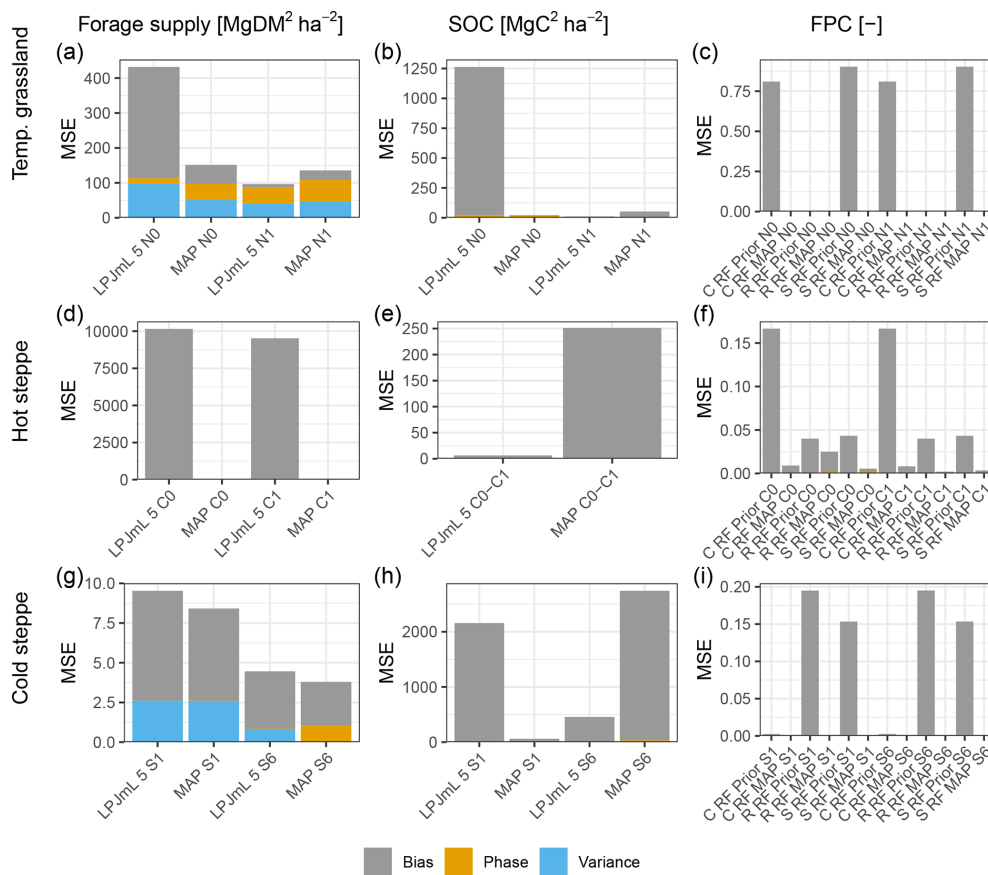 Forage supply [MgDM² ha⁻²]
SOC [MgC² ha⁻²]
FPC [−]
Temp. grassland
(a)
MSE
400
300
200
100
0
LPJmL 5 N0
MAP N0
LPJmL 5 N1
MAP N1
(b)
MSE
1250
1000
750
500
250
0
LPJmL 5 N0
MAP N0
LPJmL 5 N1
MAP N1
(c)
MSE
0.75
0.50
0.25
0.00
C RF Prior N0
C RF MAP N0
R RF Prior N0
R RF MAP N0
S RF Prior N0
S RF MAP N0
C RF Prior N1
C RF MAP N1
R RF Prior N1
R RF MAP N1
S RF Prior N1
S RF MAP N1
Hot steppe
(d)
MSE
10000
7500
5000
2500
0
LPJmL 5 C0
MAP C0
LPJmL 5 C1
MAP C1
(e)
MSE
250
200
150
100
50
0
LPJmL 5 C0−C1
MAP C0−C1
(f)
MSE
0.15
0.10
0.05
0.00
C RF Prior C0
C RF MAP C0
R RF Prior C0
R RF MAP C0
S RF Prior C0
S RF MAP C0
C RF Prior C1
C RF MAP C1
R RF Prior C1
R RF MAP C1
S RF Prior C1
S RF MAP C1
Cold steppe
(g)
MSE
10.0
7.5
5.0
2.5
0.0
LPJmL 5 S1
MAP S1
LPJmL 5 S6
MAP S6
(h)
MSE
2000
1000
0
LPJmL 5 S1
MAP S1
LPJmL 5 S6
MAP S6
(i)
MSE
0.20
0.15
0.10
0.05
0.00
C RF Prior S1
C RF MAP S1
R RF Prior S1
R RF MAP S1
S RF Prior S1
S RF MAP S1
C RF Prior S6
C RF MAP S6
R RF Prior S6
R RF MAP S6
S RF Prior S6
S RF MAP S6
Bias
Phase
Variance